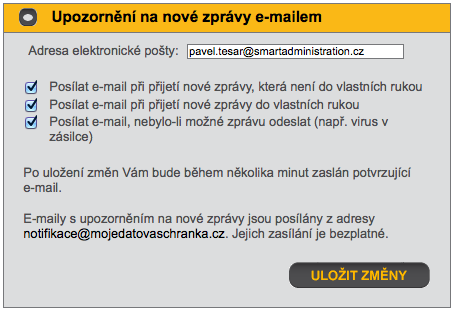 Upozornění na nové zprávy e-mailem
Adresa elektronické pošty: pavel.tesar@smartadministration.cz
Posílat e-mail při přijetí nové zprávy, která není do vlastních rukou
Posílat e-mail při přijetí nové zprávy do vlastních rukou
Posílat e-mail, nebylo-li možné zprávu odeslat (např. virus v
zásilce)
Po uložení změn Vám bude během několika minut zaslán potvrzující
e-mail.
E-maily s upozorněním na nové zprávy jsou posílány z adresy
notifikace@mojedatovaschranka.cz. Jejich zasílání je bezplatné.
ULOŽIT ZMĚNY